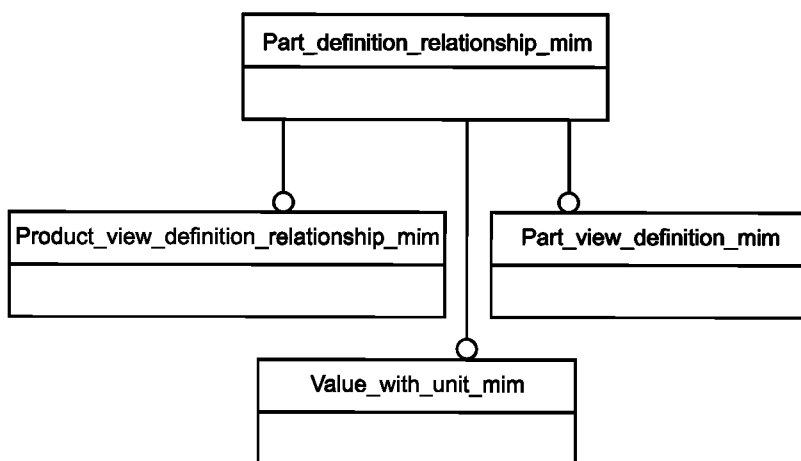 Part_definition_relationship_mim
Product_view_definition_relationship_mim
Part_view_definition_mim
Value_with_unit_mim